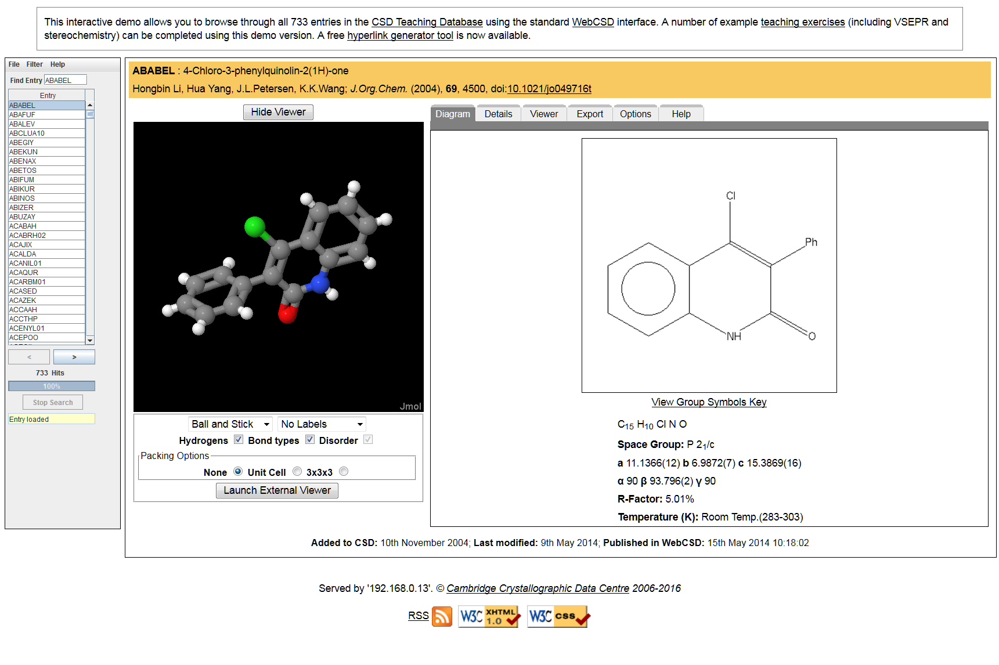 This interactive demo allows you to browse through all 733 entries in the CSD Teaching Database using the standard WebCSD interface. A number of example teaching exercises (including VSEPR and
stereochemistry) can be completed using this demo version. A free hyperlink generator tool is now available.
File Filter Help
Find Entry ABABEL
Entry
ABABEL
ABAFUF
ABALEV
ABCLUA10
ABEGIY
ABEKUN
ABENAX
ABETOS
ABIFUM
ABIKUR
ABINOS
ABIZER
ABUZAY
ACABAH
ACABRH02
ACAJIX
ACALDA
ACANIL01
ACAQUR
ACARBM01
ACASED
ACAZEK
ACCAAH
ACCTHP
ACENYL01
ACEPOO
< >
733 Hits
100%
Stop Search
Entry loaded
ABABEL : 4-Chloro-3-phenylquinolin-2(1H)-one
Hongbin Li, Hua Yang, J.L.Petersen, K.K.Wang; J.Org.Chem. (2004), 69, 4500, doi:10.1021/jo049716t
Hide Viewer
Jmol
Ball and Stick No Labels
Hydrogens Bond types Disorder
Packing Options
None Unit Cell 3x3x3
Launch External Viewer
Diagram Details Viewer Export Options Help
Cl
Ph
NH
O
View Group Symbols Key
C15 H10 Cl N O
Space Group: P 21/c
a 11.1366(12) b 6.9872(7) c 15.3869(16)
α 90 β 93.796(2) γ 90
R-Factor: 5.01%
Temperature (K): Room Temp.(283-303)
Added to CSD: 10th November 2004; Last modified: 9th May 2014; Published in WebCSD: 15th May 2014 10:18:02
Served by '192.168.0.13'. © Cambridge Crystallographic Data Centre 2006-2016
RSS W3C XHTML 1.0 W3C css